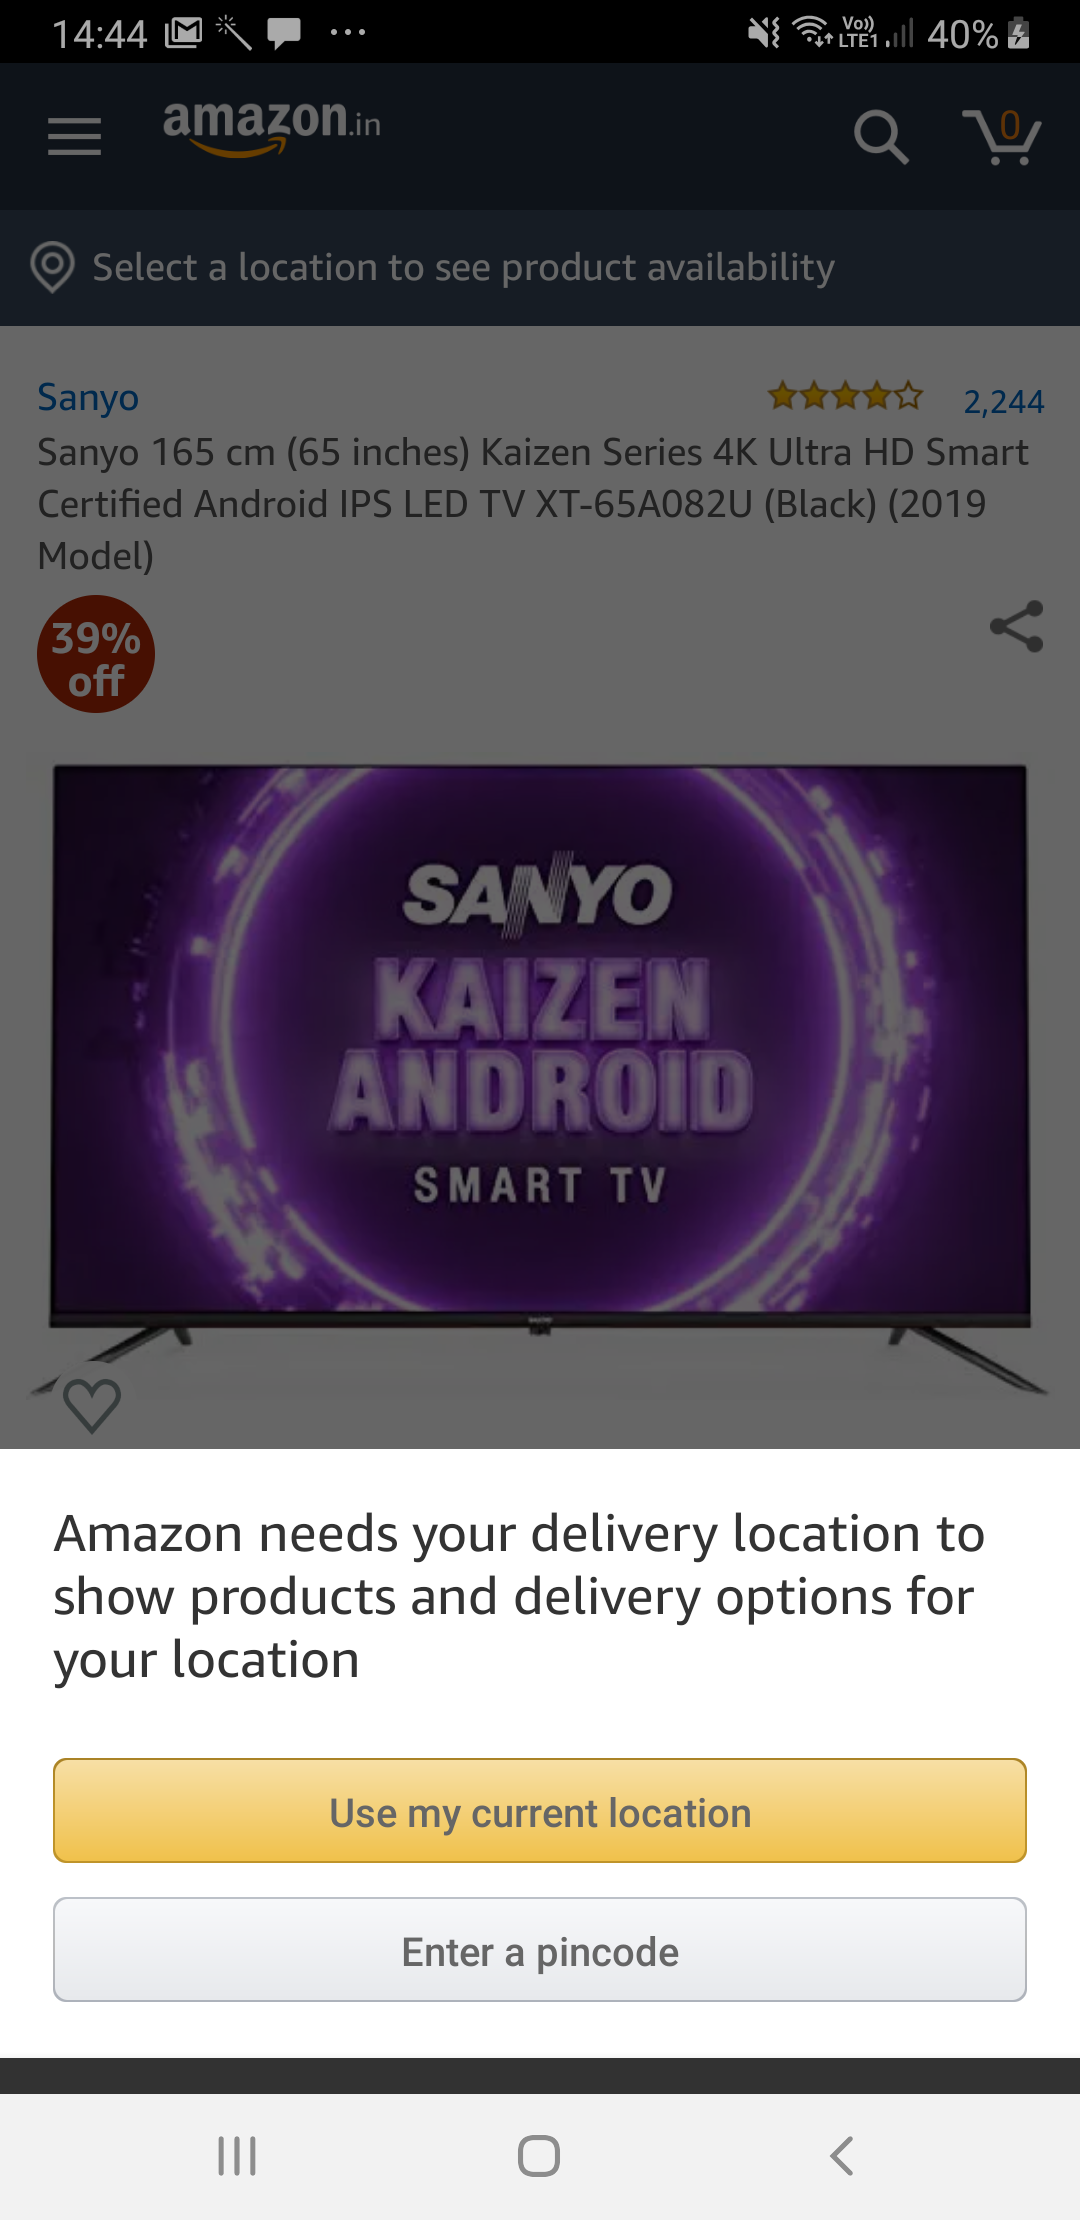 14:44
Vo)) LTE1 40%
amazon.in
0
Select a location to see product availability
Sanyo
2,244
Sanyo 165 cm (65 inches) Kaizen Series 4K Ultra HD Smart
Certified Android IPS LED TV XT-65A082U (Black) (2019
Model)
39%
off
SANYO
KAIZEN
ANDROID
SMART TV
Amazon needs your delivery location to
show products and delivery options for
your location
Use my current location
Enter a pincode